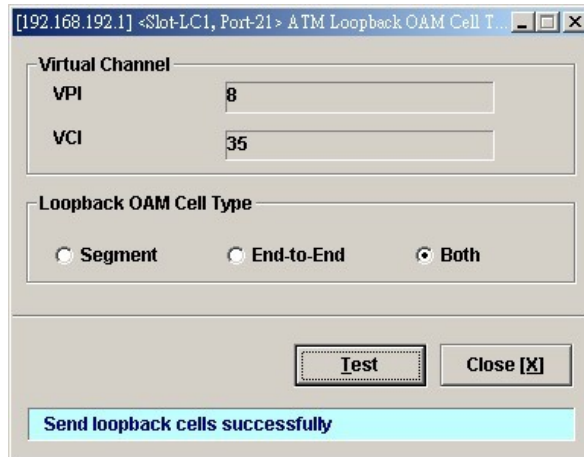 [192.168.192.1] <Slot-LC1, Port-21> ATM Loopback OAM Cell T...
Virtual Channel
VPI 8
VCI 35
Loopback OAM Cell Type
Segment End-to-End Both
Test Close [X]
Send loopback cells successfully